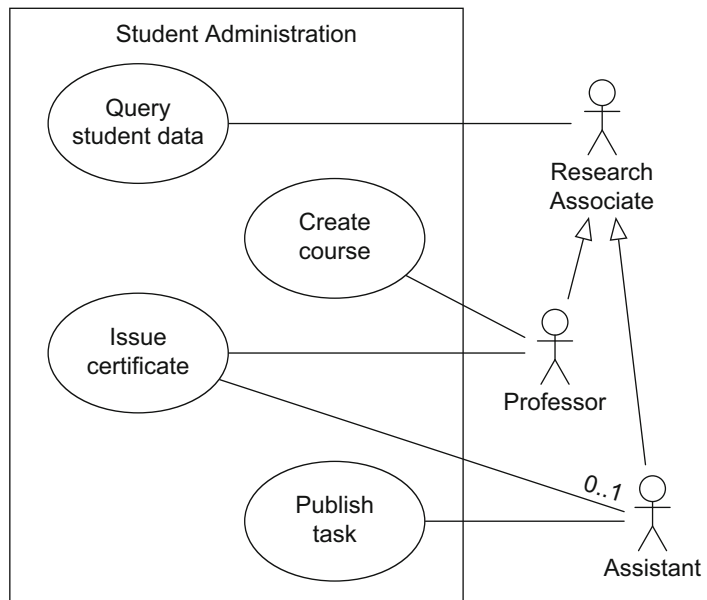 Student Administration
Query
student data
Research
Associate
Create
course
Issue
certificate
Professor
0..1
Publish
task
Assistant